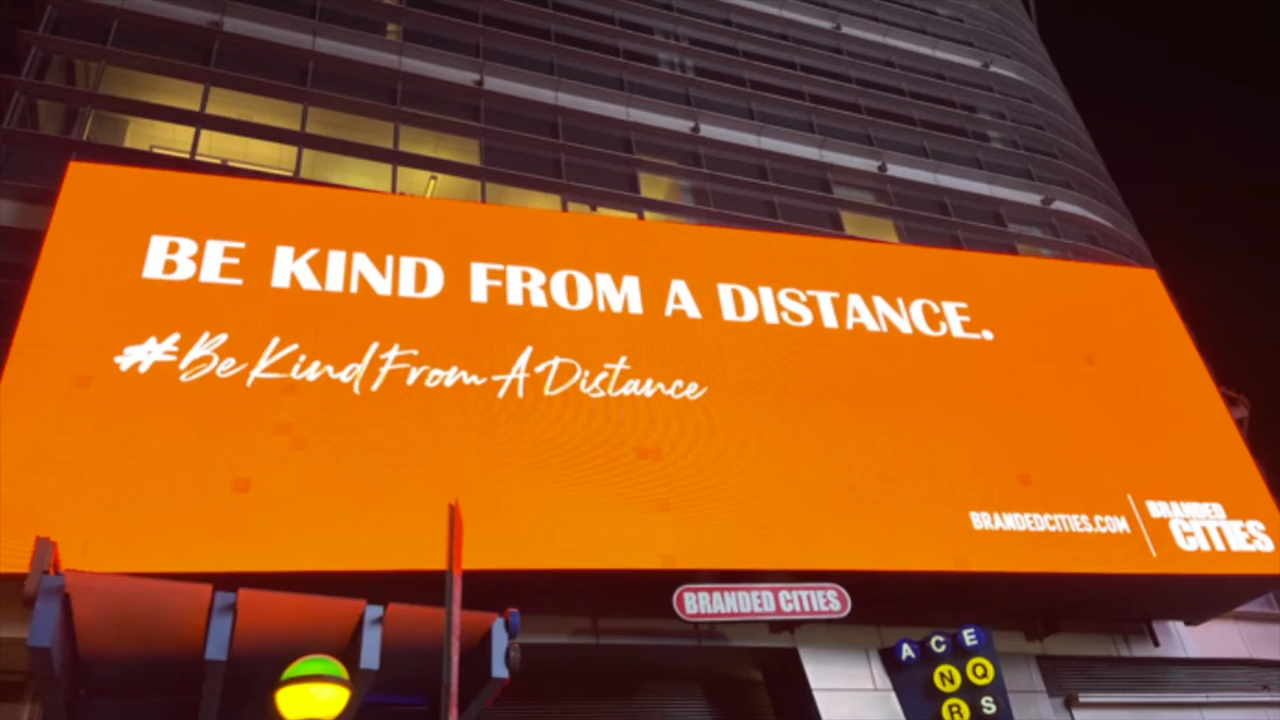 BE KIND FROM A DISTANCE.
#BeKindFromADistance
BRANDEDCITIES.COM
BRANDED
CITIES
BRANDED CITIES
A C E
N Q
R S